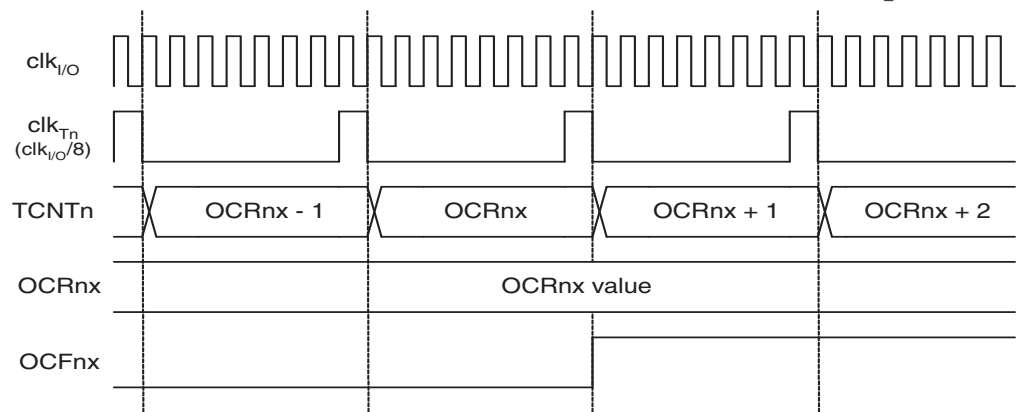 clkI/O
clkTn
(clkI/O/8)
TCNTn OCRnx - 1 OCRnx OCRnx + 1 OCRnx + 2
OCRnx OCRnx value
OCFnx